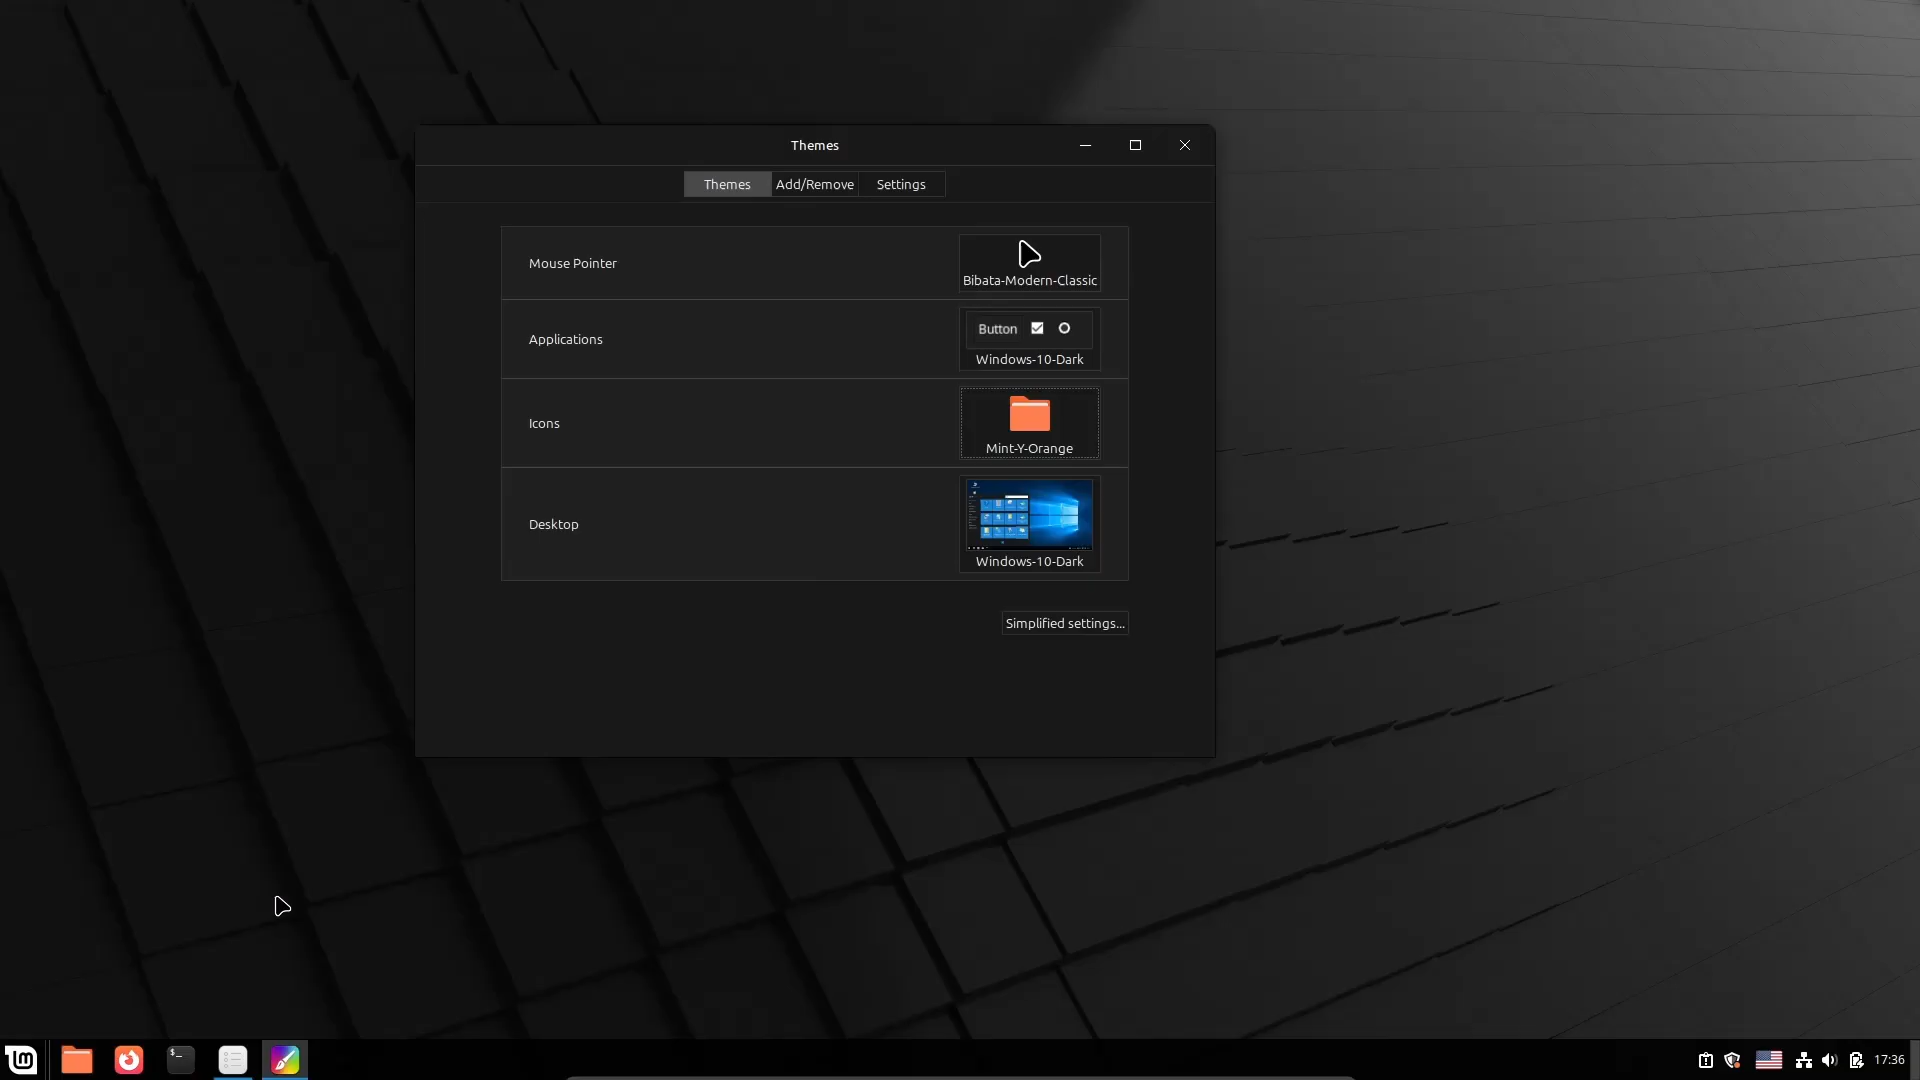 Themes
Themes
Add/Remove
Settings
Mouse Pointer
Bibata-Modern-Classic
Applications
Button
Windows-10-Dark
Icons
Mint-Y-Orange
Desktop
Windows-10-Dark
Simplified settings...
$_
17:36